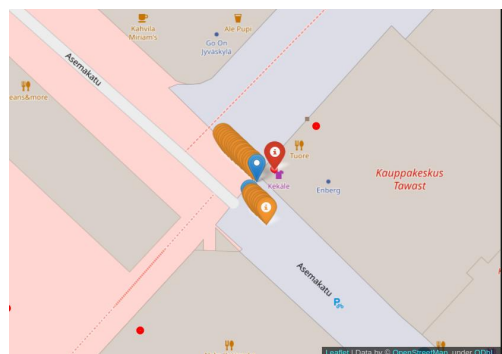 Kahvila
Miriam's
Ale Pupi
Go On
Jyväskylä
Asemakatu
eans&more
Tuore
Kekäle
Enberg
Kauppakeskus
Tawast
Asemakatu
Leaflet | Data by © OpenStreetMap, under ODbL